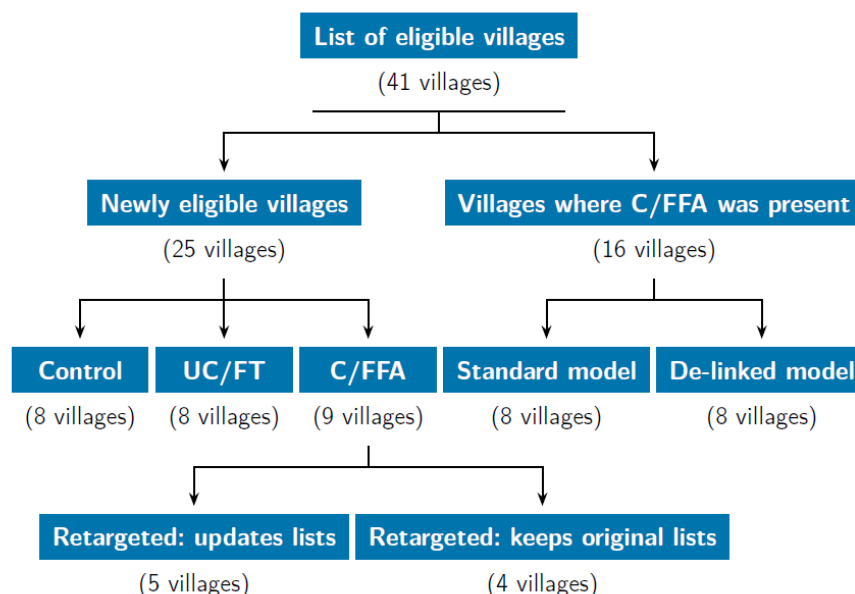 List of eligible villages
(41 villages)
Newly eligible villages
Villages where C/FFA was present
(25 villages)
(16 villages)
Control
UC/FT
C/FFA
Standard model
De-linked model
(8 villages)
(8 villages)
(9 villages)
(8 villages)
(8 villages)
Retargeted: updates lists
Retargeted: keeps original lists
(5 villages)
(4 villages)